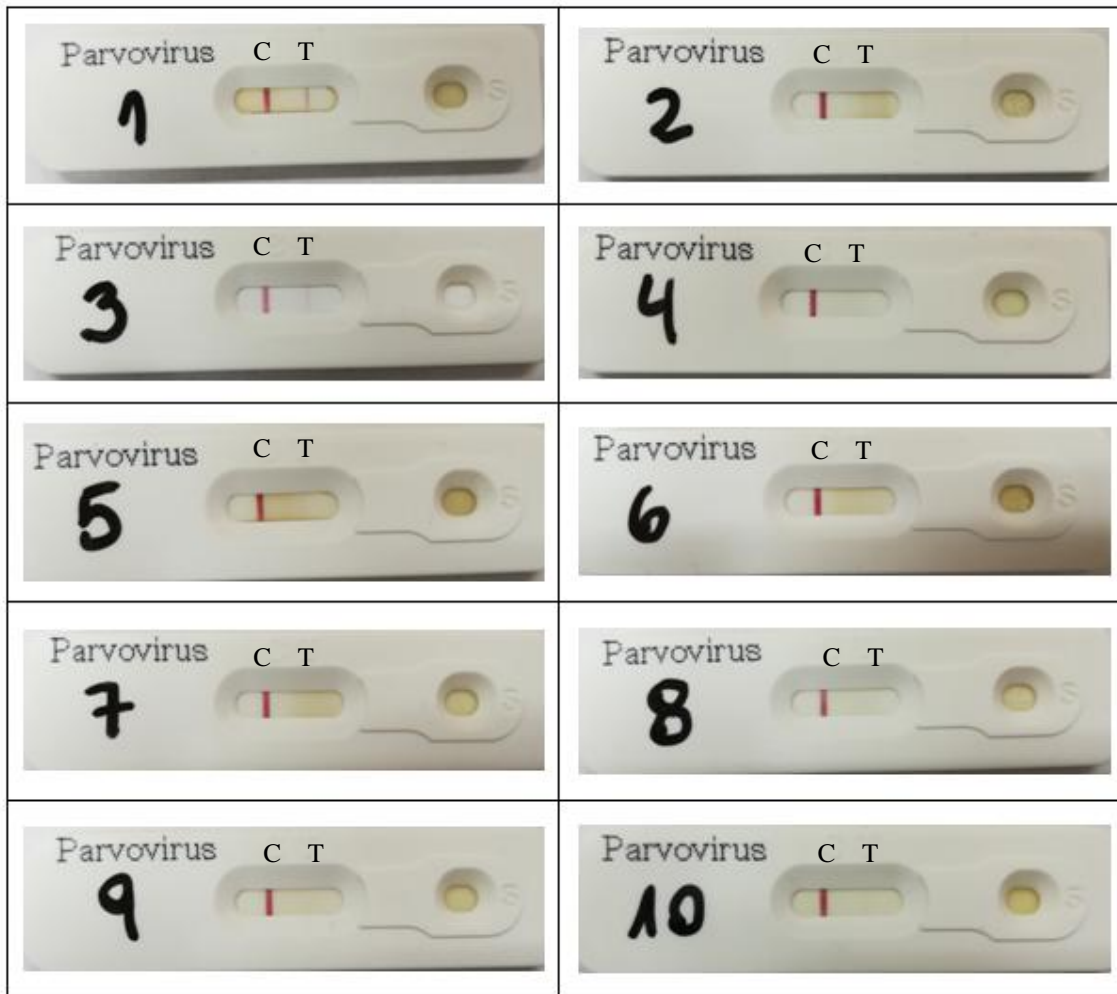 Parvovirus C T
1 S
Parvovirus C T
2 S
Parvovirus C T
3 S
Parvovirus C T
4 S
Parvovirus C T
5 S
Parvovirus C T
6 S
Parvovirus C T
7 S
Parvovirus C T
8 S
Parvovirus C T
9 S
Parvovirus C T
10 S